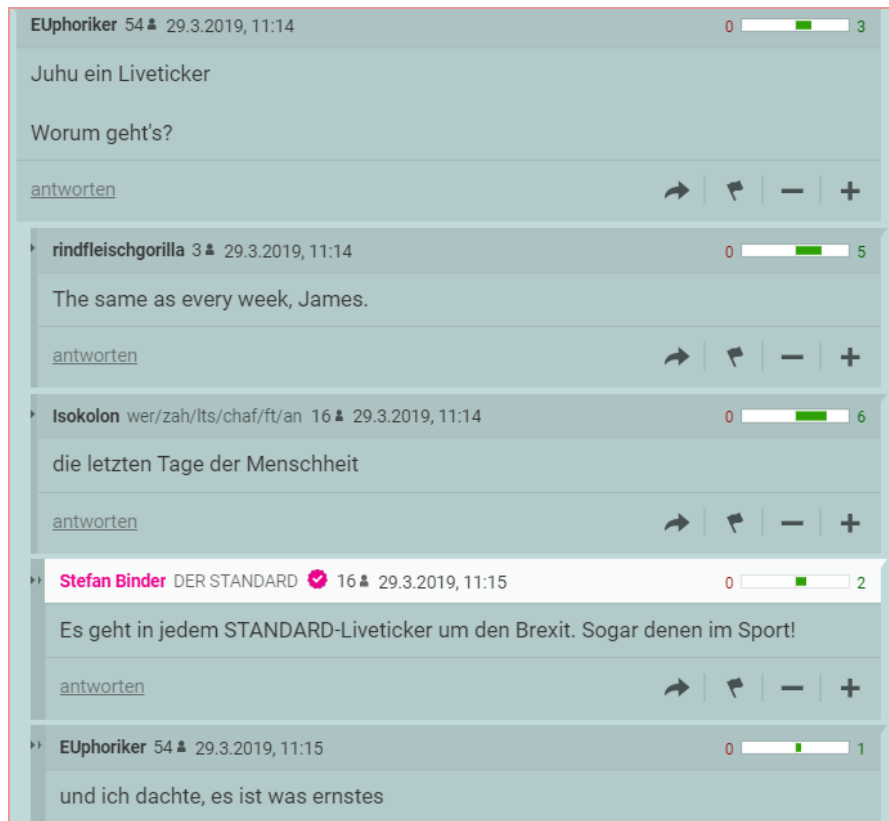 EUphoriker 54 29.3.2019, 11:14 0 3
Juhu ein Liveticker
Worum geht's?
antworten
rindfleischgorilla 3 29.3.2019, 11:14 0 5
The same as every week, James.
antworten
Isokolon wer/zah/lts/chaf/ft/an 16 29.3.2019, 11:14 0 6
die letzten Tage der Menschheit
antworten
Stefan Binder DER STANDARD 16 29.3.2019, 11:15 0 2
Es geht in jedem STANDARD-Liveticker um den Brexit. Sogar denen im Sport!
antworten
EUphoriker 54 29.3.2019, 11:15 0 1
und ich dachte, es ist was ernstes